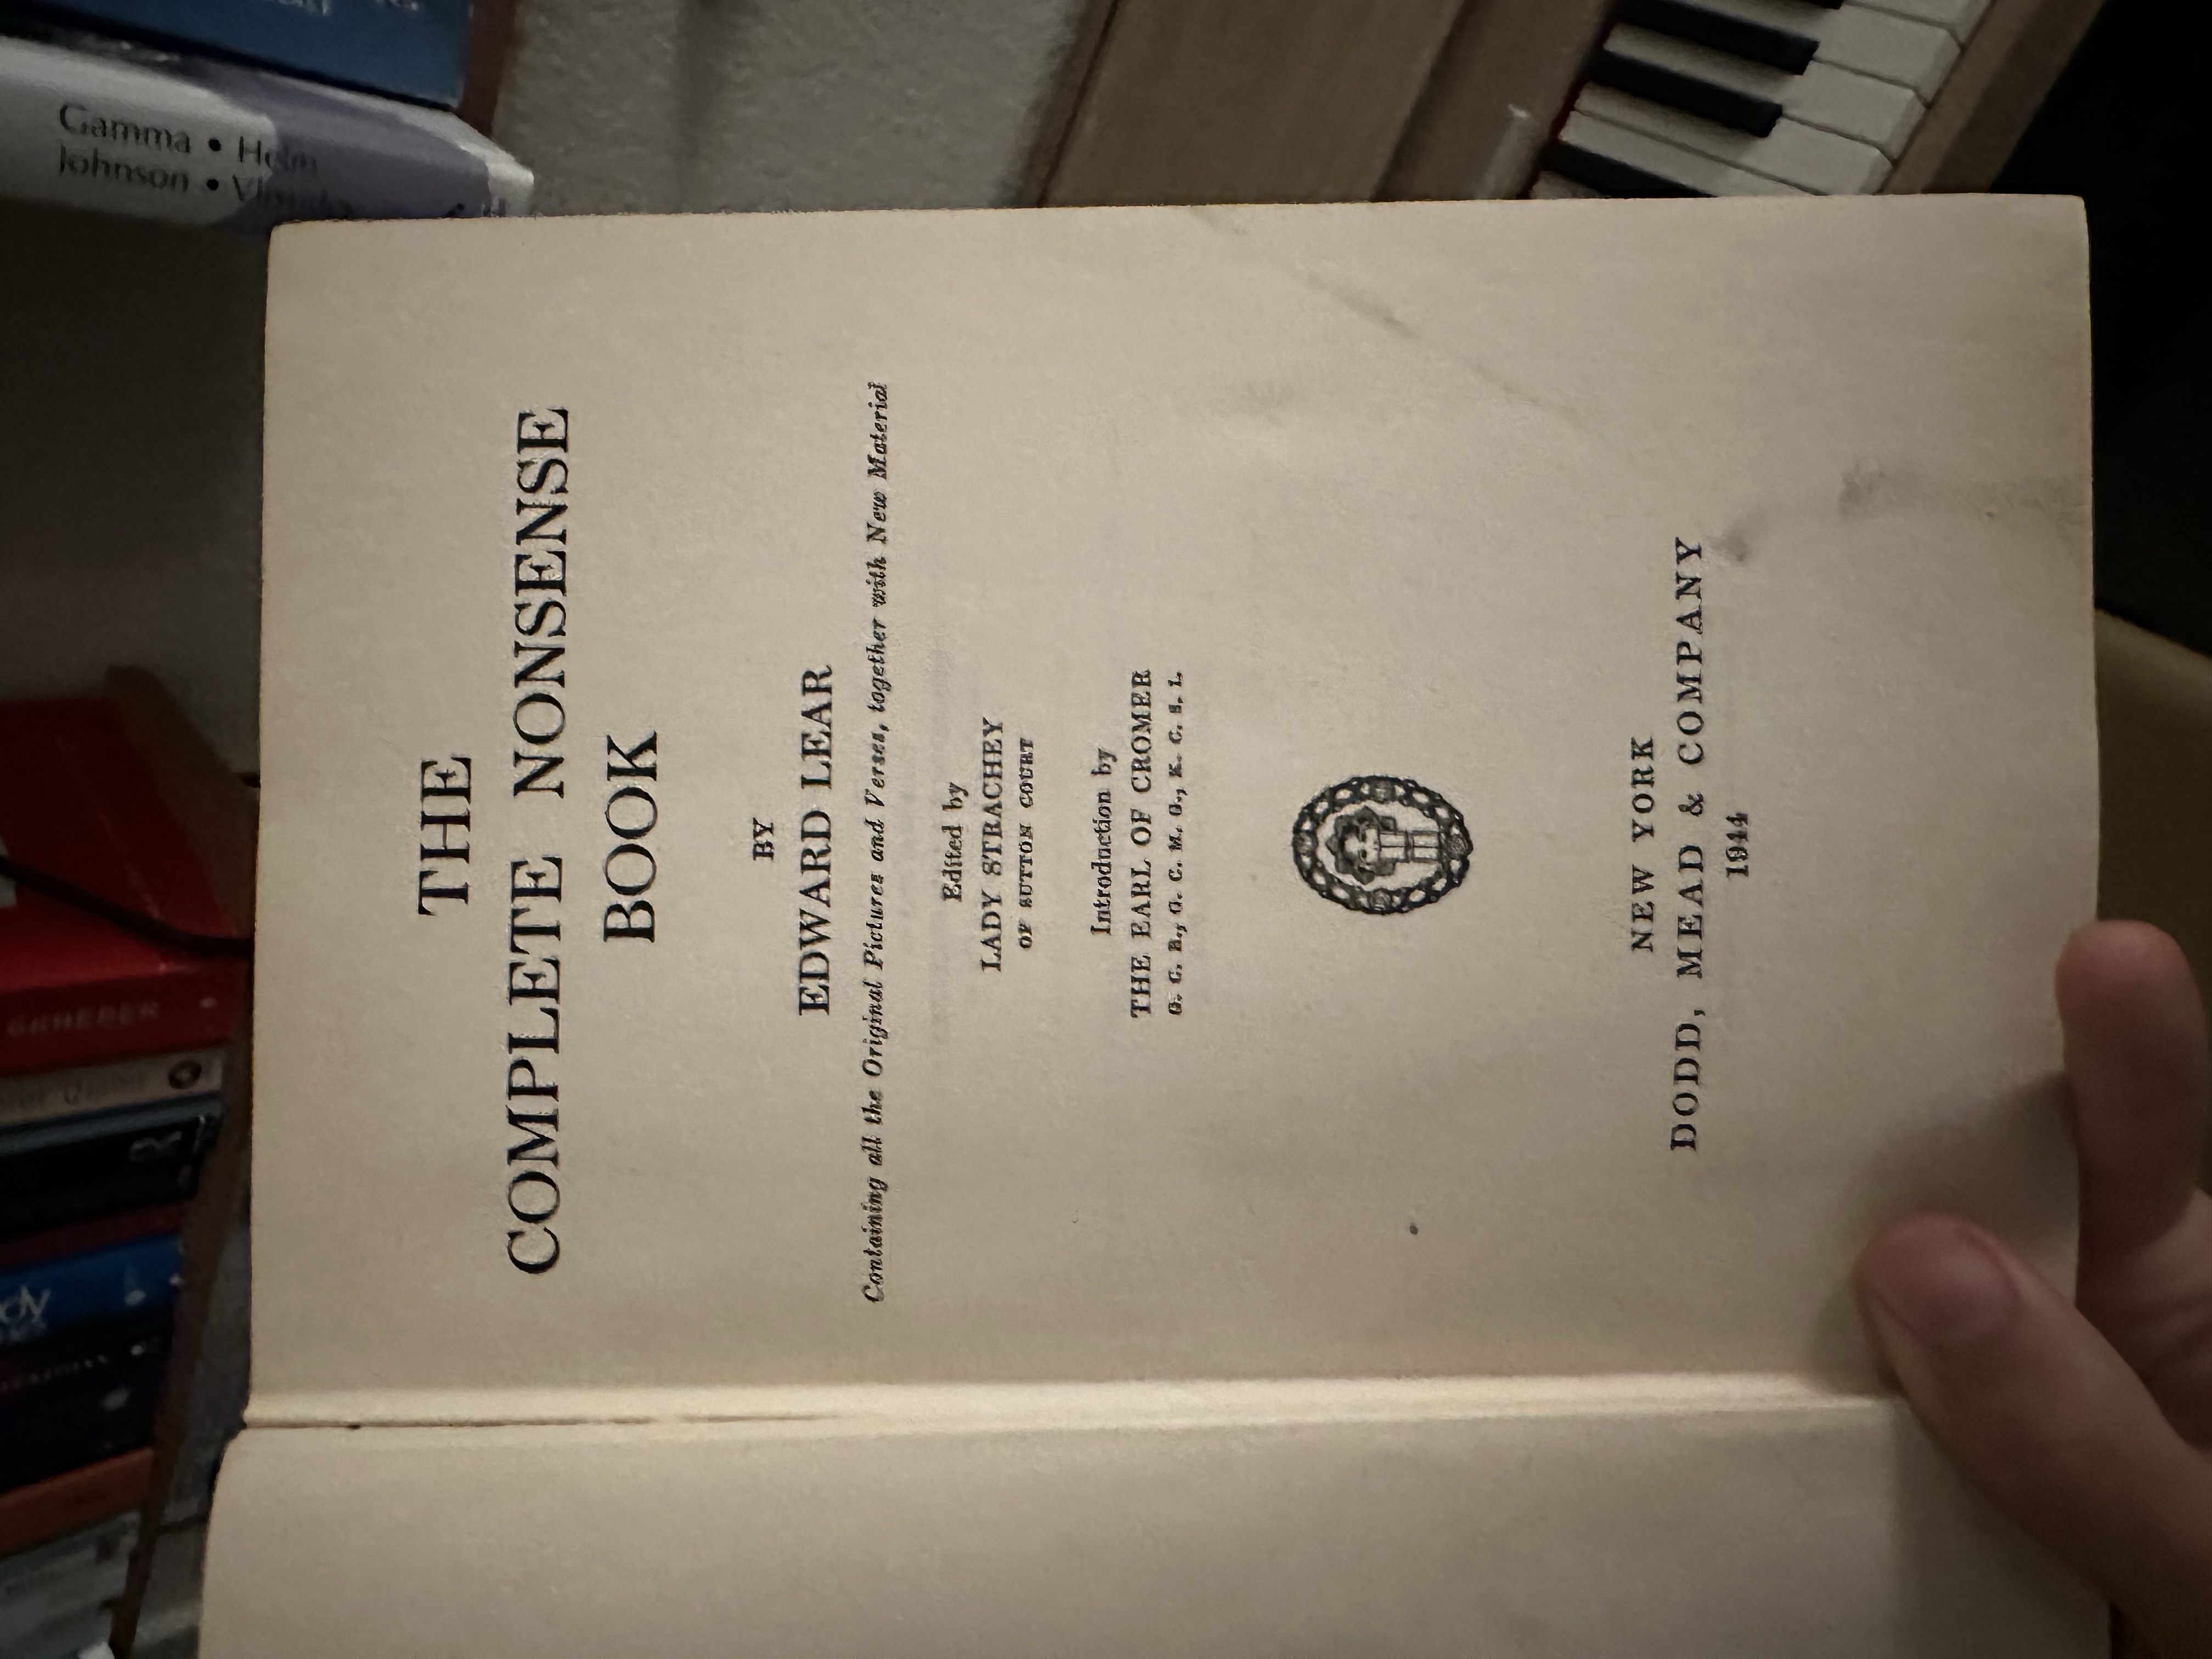 THE
COMPLETE NONSENSE
BOOK
BY
EDWARD LEAR
Containing all the Original Pictures and Verses, together with New Material
Edited by
LADY STRACHEY
OF SUTTON COURT
Introduction by
THE EARL OF CROMER
G. C. B., G. C. M. G., K. C. S. I.
NEW YORK
DODD, MEAD & COMPANY
1944
Gamma • Helm
Johnson •